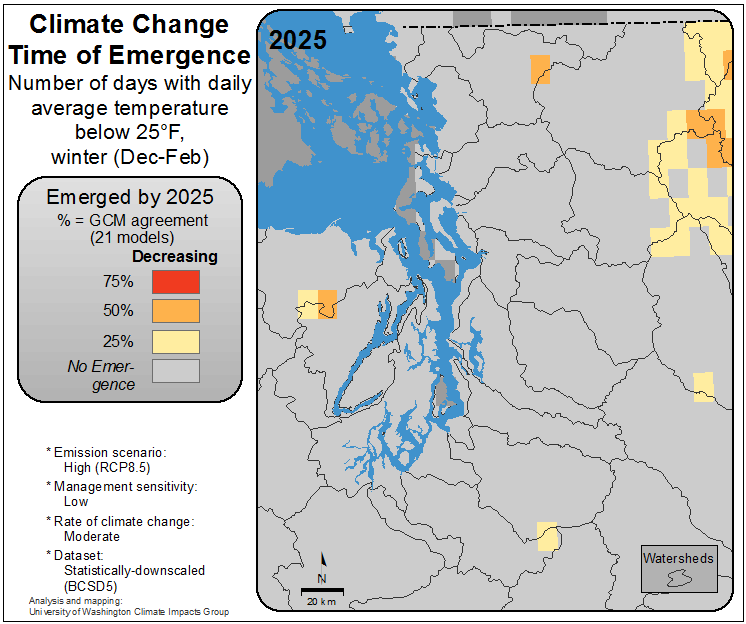 Climate Change
Time of Emergence
Number of days with daily
average temperature
below 25°F,
winter (Dec-Feb)
Emerged by 2025
% = GCM agreement
(21 models)
Decreasing
75%
50%
25%
No Emer-
gence
* Emission scenario:
High (RCP8.5)
* Management sensitivity:
Low
* Rate of climate change:
Moderate
* Dataset:
Statistically-downscaled
(BCSD5)
Analysis and mapping:
University of Washington Climate Impacts Group
2025
N
20 km
Watersheds